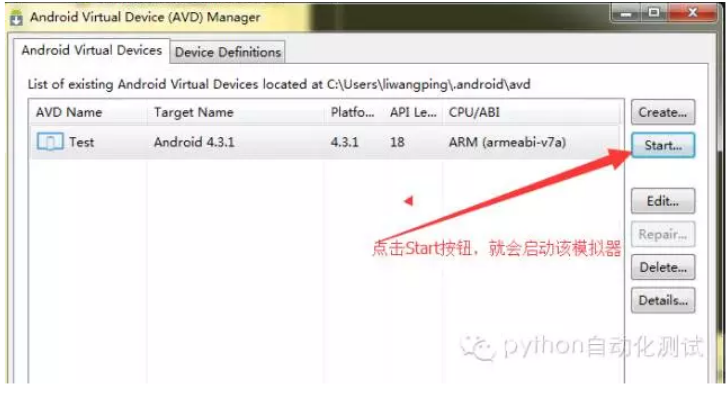 Android Virtual Device (AVD) Manager
Android Virtual Devices Device Definitions
List of existing Android Virtual Devices located at C:\Users\liwangping\.android\avd
AVD Name Target Name Platfo... API Le... CPU/ABI Create...
Test Android 4.3.1 4.3.1 18 ARM (armeabi-v7a) Start...
Edit...
点击Start按钮，就会启动该模拟器 Repair...
Delete...
Details...
python自动化测试